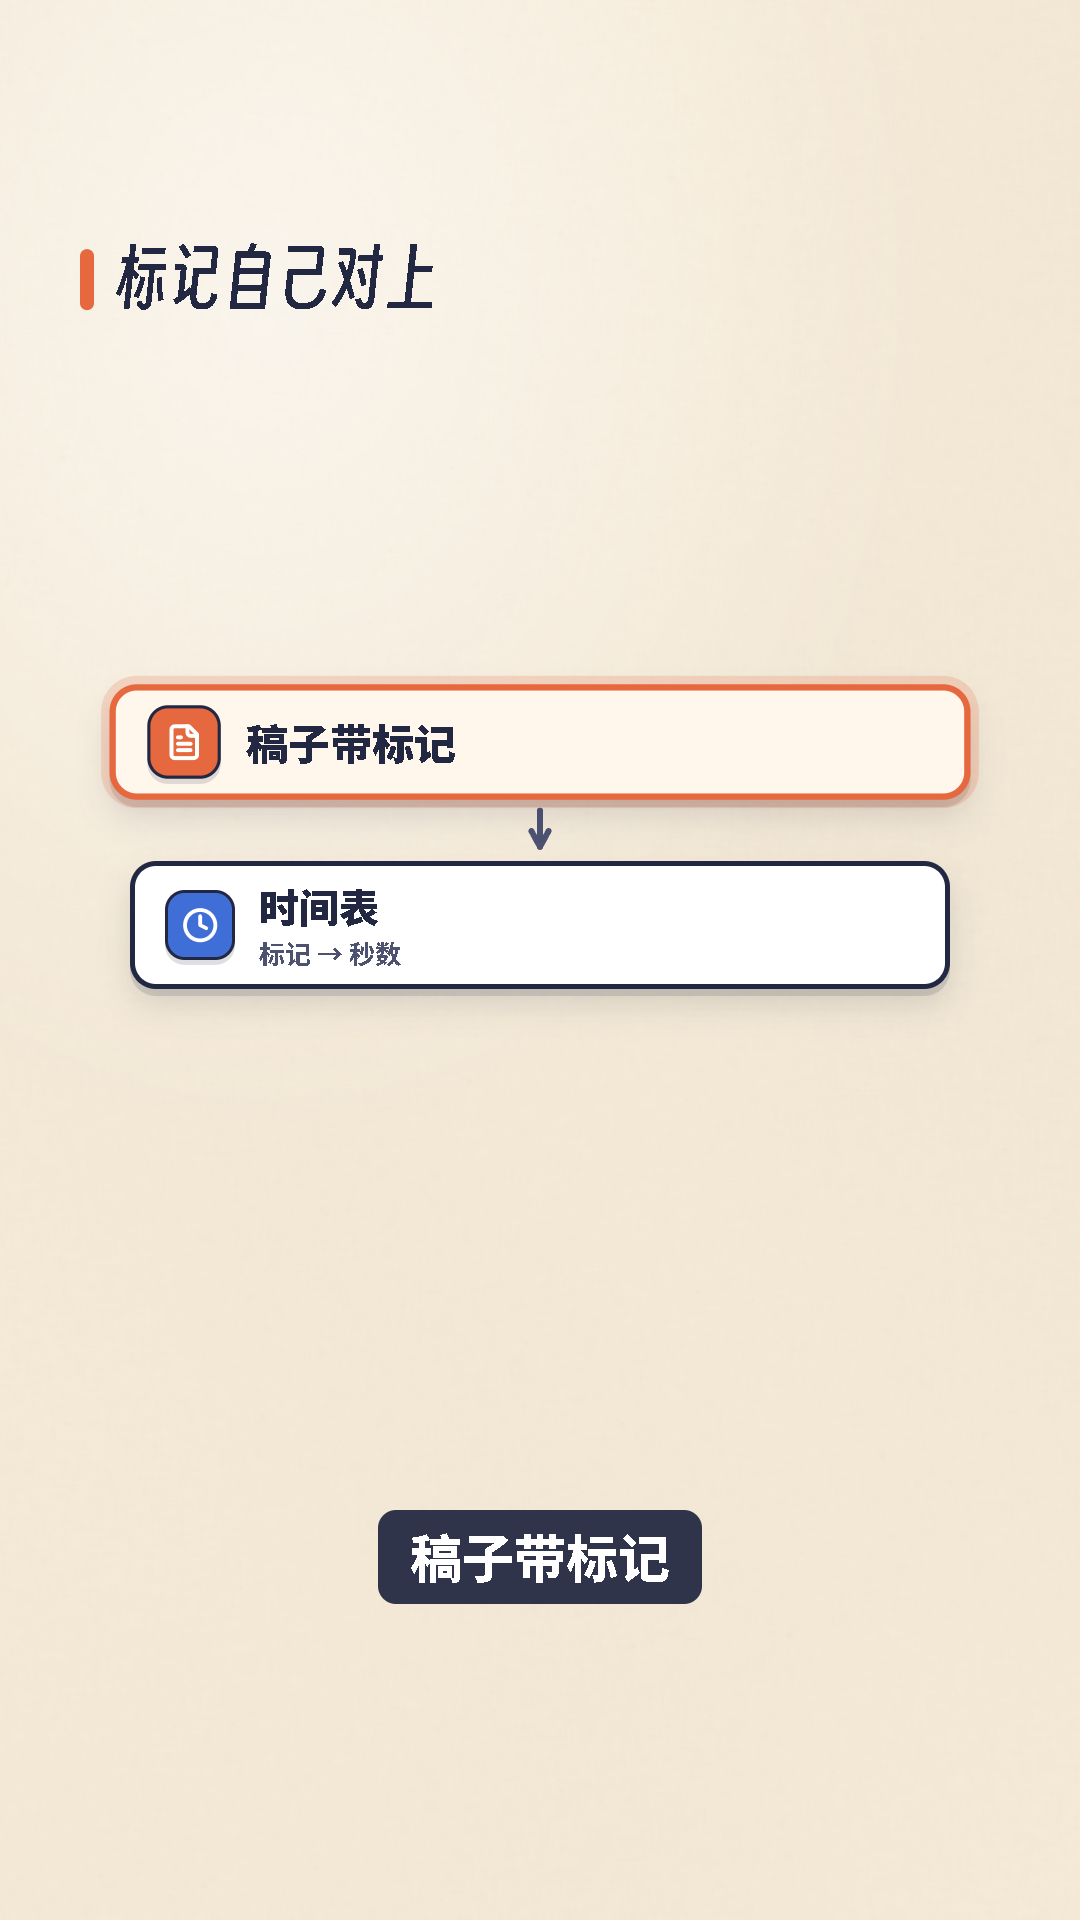 标记自己对上
稿子带标记
时间表
标记 → 秒数
稿子带标记